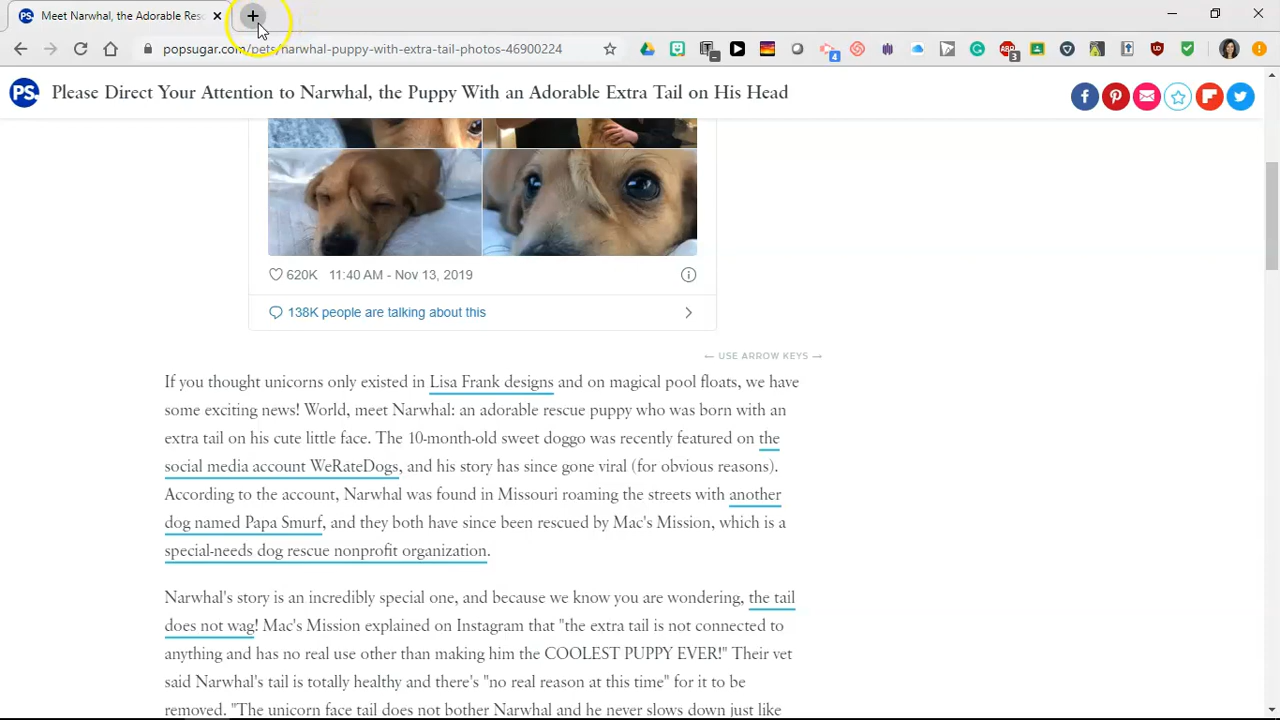 PS. Meet Narwhal, the Adorable Res
popsugar.com/pets/narwhal-puppy-with-extra-tail-photos-46900224
4
ABP 3
PS. Please Direct Your Attention to Narwhal, the Puppy With an Adorable Extra Tail on His Head
620K 11:40 AM - Nov 13, 2019
138K people are talking about this
← USE ARROW KEYS →
If you thought unicorns only existed in Lisa Frank designs and on magical pool floats, we have
some exciting news! World, meet Narwhal: an adorable rescue puppy who was born with an
extra tail on his cute little face. The 10-month-old sweet doggo was recently featured on the
social media account WeRateDogs, and his story has since gone viral (for obvious reasons).
According to the account, Narwhal was found in Missouri roaming the streets with another
dog named Papa Smurf, and they both have since been rescued by Mac's Mission, which is a
special-needs dog rescue nonprofit organization.
Narwhal's story is an incredibly special one, and because we know you are wondering, the tail
does not wag! Mac's Mission explained on Instagram that "the extra tail is not connected to
anything and has no real use other than making him the COOLEST PUPPY EVER!" Their vet
said Narwhal's tail is totally healthy and there's "no real reason at this time" for it to be
removed. "The unicorn face tail does not bother Narwhal and he never slows down just like